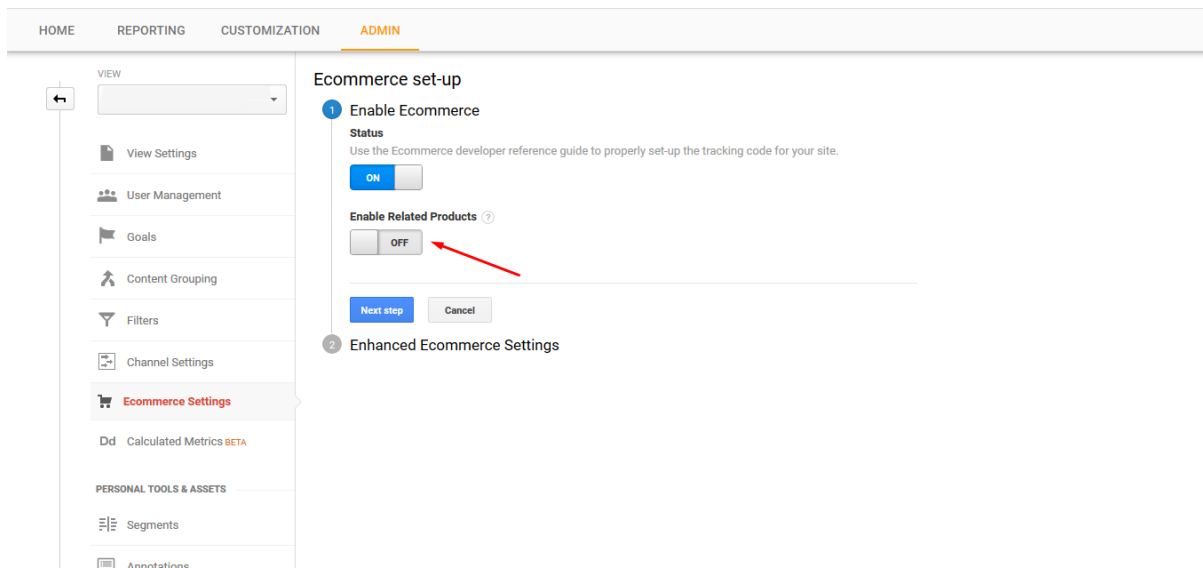 HOME REPORTING CUSTOMIZATION ADMIN
VIEW
View Settings
User Management
Goals
Content Grouping
Filters
Channel Settings
Ecommerce Settings
Dd Calculated Metrics BETA
PERSONAL TOOLS & ASSETS
Segments
Annotations
Ecommerce set-up
1 Enable Ecommerce
Status
Use the Ecommerce developer reference guide to properly set-up the tracking code for your site.
ON
Enable Related Products ?
OFF
Next step Cancel
2 Enhanced Ecommerce Settings